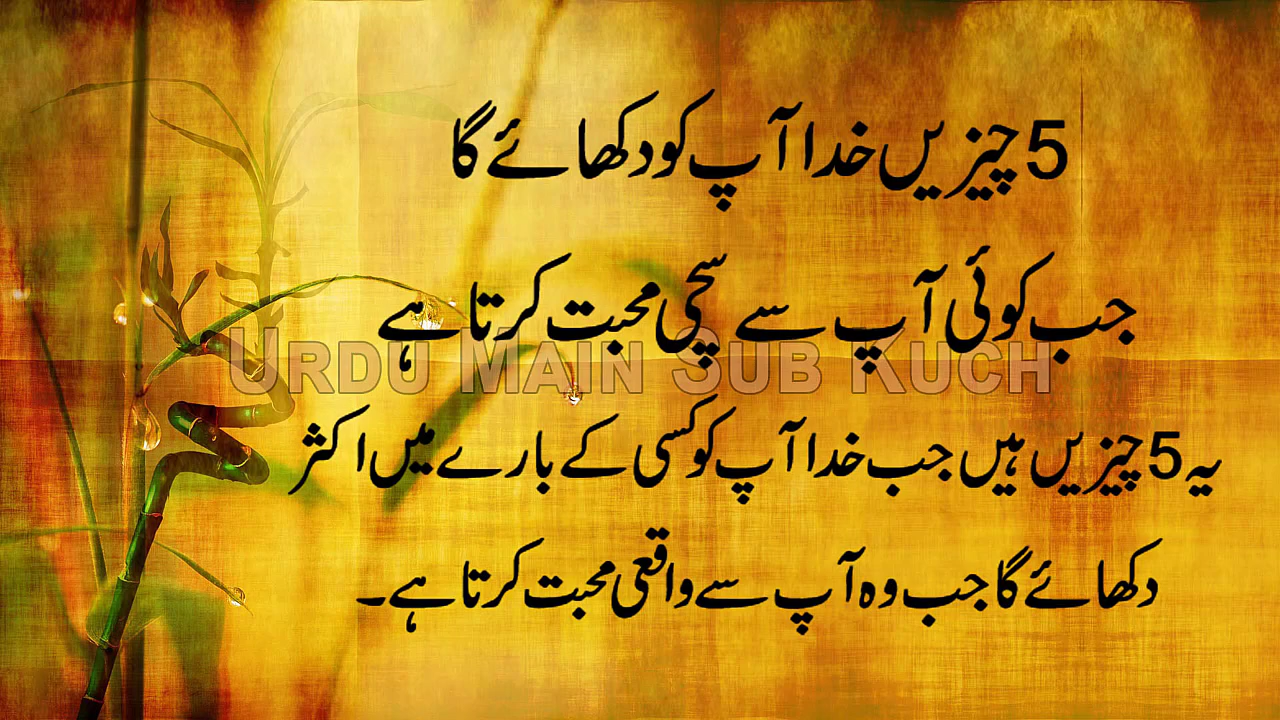 5 چیزیں خدا آپ کو دکھائے گا
جب کوئی آپ سے سچی محبت کرتا ہے
URDU MAIN SUB KUCH
یہ 5 چیزیں ہیں جب خدا آپ کو کسی کے بارے میں اکثر
دکھائے گا جب وہ آپ سے واقعی محبت کرتا ہے۔